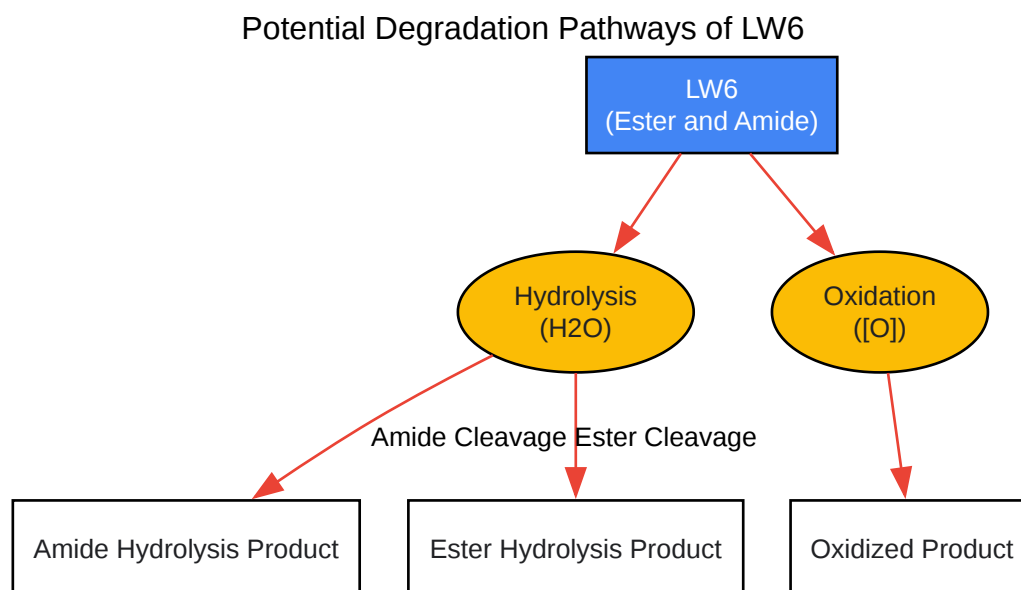 Potential Degradation Pathways of LW6
LW6
(Ester and Amide)
Hydrolysis
(H2O)
Oxidation
([O])
Amide Cleavage
Ester Cleavage
Amide Hydrolysis Product
Ester Hydrolysis Product
Oxidized Product